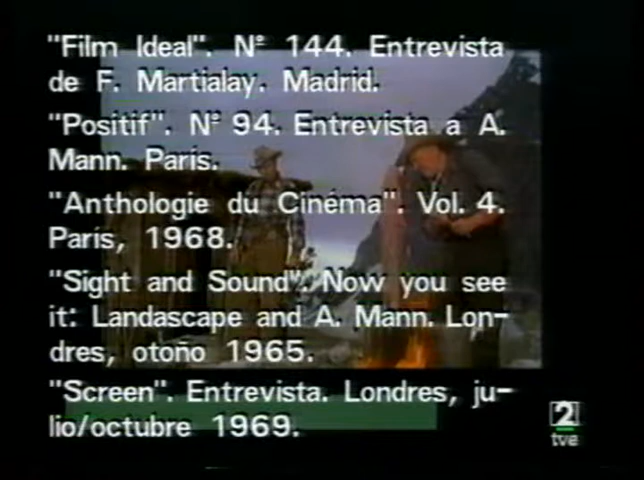 "Film Ideal". Nº 144. Entrevista
de F. Martialay. Madrid.
"Positif". Nº 94. Entrevista a A.
Mann. Paris.
"Anthologie du Cinéma". Vol. 4.
París, 1968.
"Sight and Sound". Now you see
it: Landascape and A. Mann. Lon-
dres, otoño 1965.
"Screen". Entrevista. Londres, ju-
lio/octubre 1969.
2
tve